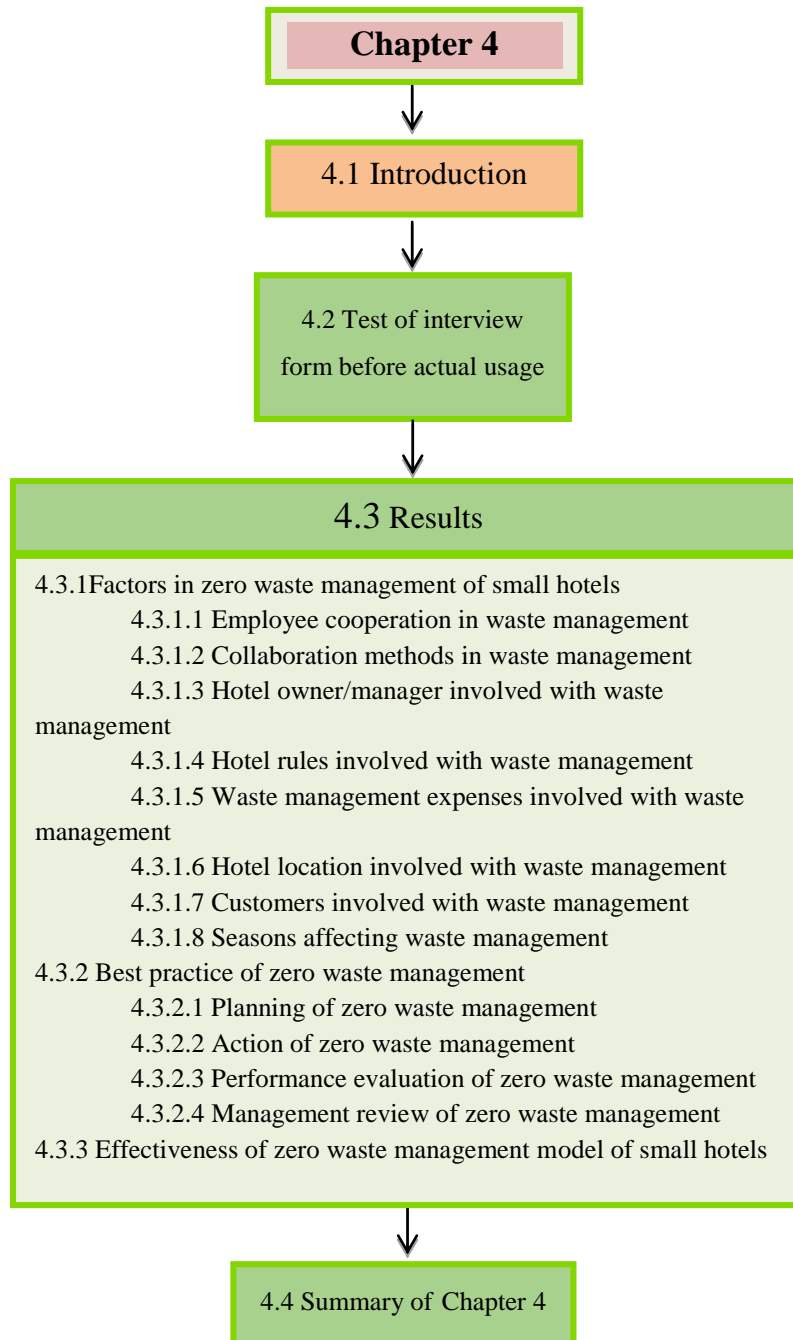 Chapter 4
4.1 Introduction
4.2 Test of interview
form before actual usage
4.3 Results
4.3.1Factors in zero waste management of small hotels
4.3.1.1 Employee cooperation in waste management
4.3.1.2 Collaboration methods in waste management
4.3.1.3 Hotel owner/manager involved with waste
management
4.3.1.4 Hotel rules involved with waste management
4.3.1.5 Waste management expenses involved with waste
management
4.3.1.6 Hotel location involved with waste management
4.3.1.7 Customers involved with waste management
4.3.1.8 Seasons affecting waste management
4.3.2 Best practice of zero waste management
4.3.2.1 Planning of zero waste management
4.3.2.2 Action of zero waste management
4.3.2.3 Performance evaluation of zero waste management
4.3.2.4 Management review of zero waste management
4.3.3 Effectiveness of zero waste management model of small hotels
4.4 Summary of Chapter 4